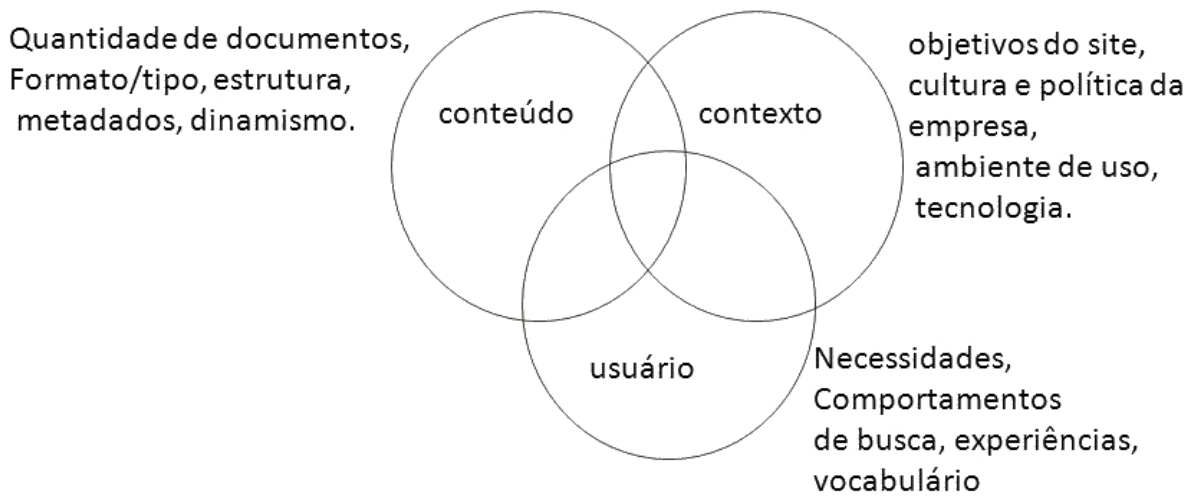 Quantidade de documentos,
Formato/tipo, estrutura,
metadados, dinamismo.
conteúdo
contexto
objetivos do site,
cultura e política da
empresa,
ambiente de uso,
tecnologia.
usuário
Necessidades,
Comportamentos
de busca, experiências,
vocabulário